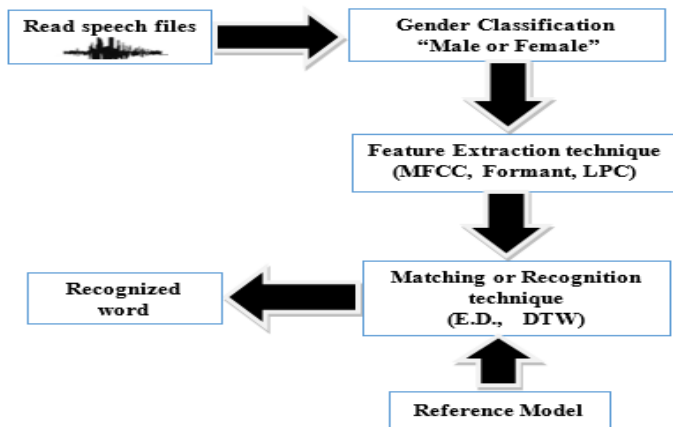 Read speech files
Gender Classification
“Male or Female”
Feature Extraction technique
(MFCC, Formant, LPC)
Matching or Recognition
technique
(E.D., DTW)
Recognized
word
Reference Model